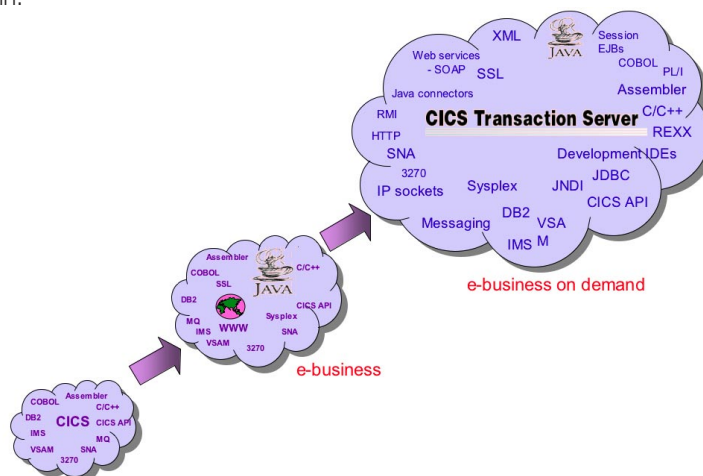 XML
JAVA
Session
EJBs
Web services
- SOAP
SSL
COBOL
PL/I
Java connectors
Assembler
RMI
CICS Transaction Server
C/C++
HTTP
REXX
SNA
Development IDEs
3270
JDBC
IP sockets
Sysplex
JNDI
CICS API
Messaging
DB2
VSA
M
IMS
e-business on demand
Assembler
COBOL
C/C++
SSL
JAVA
DB2
CICS API
MQ
WWW
Sysplex
IMS
SNA
VSAM
3270
e-business
COBOL
Assembler
C/C++
DB2
CICS
CICS API
IMS
MQ
VSAM
SNA
3270